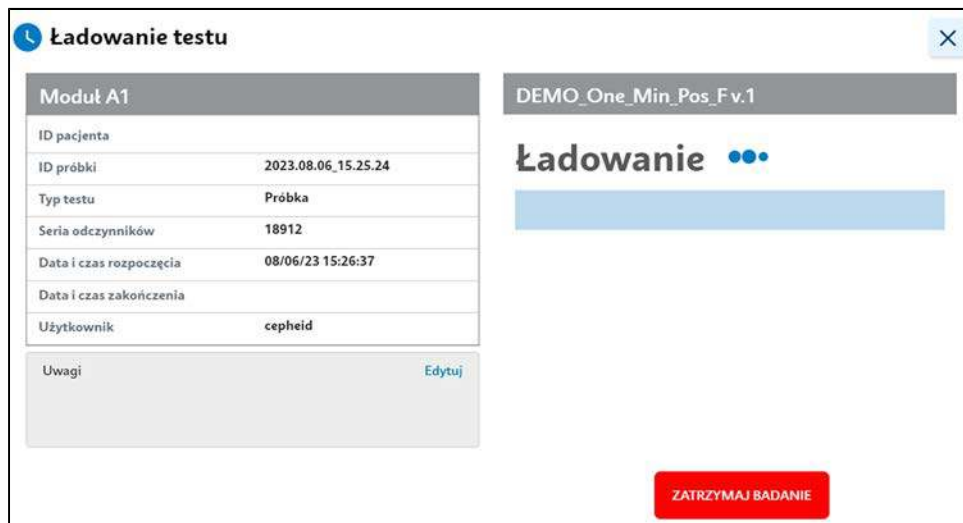 Ładowanie testu
Moduł A1
ID pacjenta
ID próbki 2023.08.06_15.25.24
Typ testu Próbka
Seria odczynników 18912
Data i czas rozpoczęcia 08/06/23 15:26:37
Data i czas zakończenia
Użytkownik cepheid
Uwagi Edytuj
DEMO_One_Min_Pos_F v.1
Ładowanie
ZATRZYMAJ BADANIE